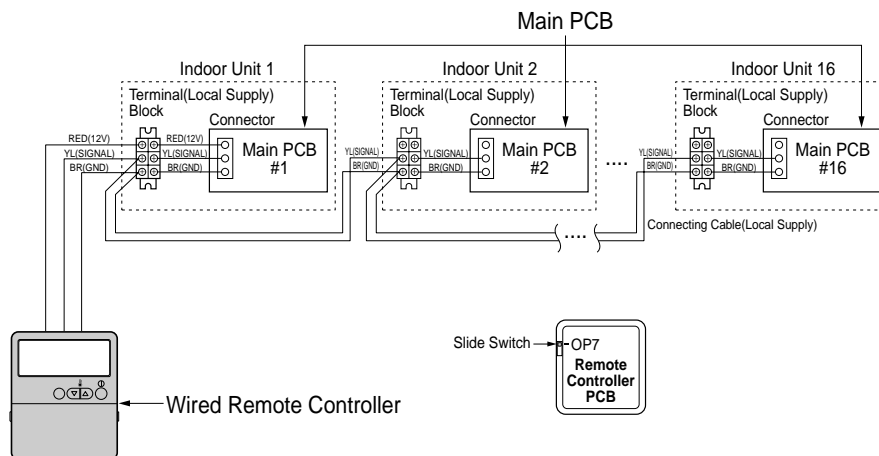 Main PCB
Indoor Unit 1
Indoor Unit 2
Indoor Unit 16
Terminal(Local Supply)
Block
Terminal(Local Supply)
Block
Terminal(Local Supply)
Block
Connector
Connector
Connector
RED(12V)
RED(12V)
YL(SIGNAL)
YL(SIGNAL)
BR(GND)
BR(GND)
Main PCB
#1
YL(SIGNAL)
YL(SIGNAL)
BR(GND)
BR(GND)
Main PCB
#2
....
YL(SIGNAL)
YL(SIGNAL)
BR(GND)
BR(GND)
Main PCB
#16
Connecting Cable(Local Supply)
....
Slide Switch
OP7
Remote
Controller
PCB
Wired Remote Controller